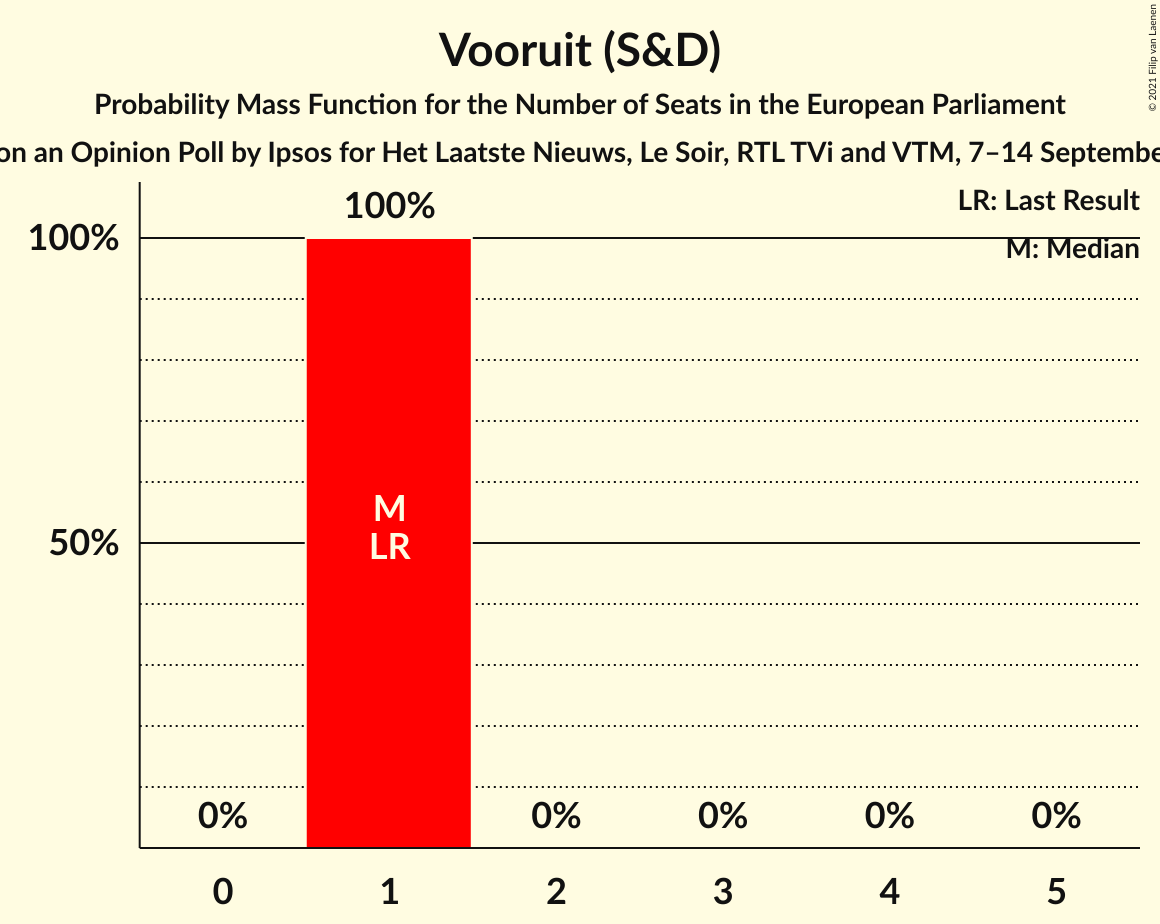 Vooruit (S&D)
Probability Mass Function for the Number of Seats in the European Parliament
on an Opinion Poll by Ipsos for Het Laatste Nieuws, Le Soir, RTL TVi and VTM, 7–14 Septembe
© 2021 Filip van Laenen
LR: Last Result
M: Median
100%
100%
50%
M
LR
0%
0%
0%
0%
0%
0
1
2
3
4
5